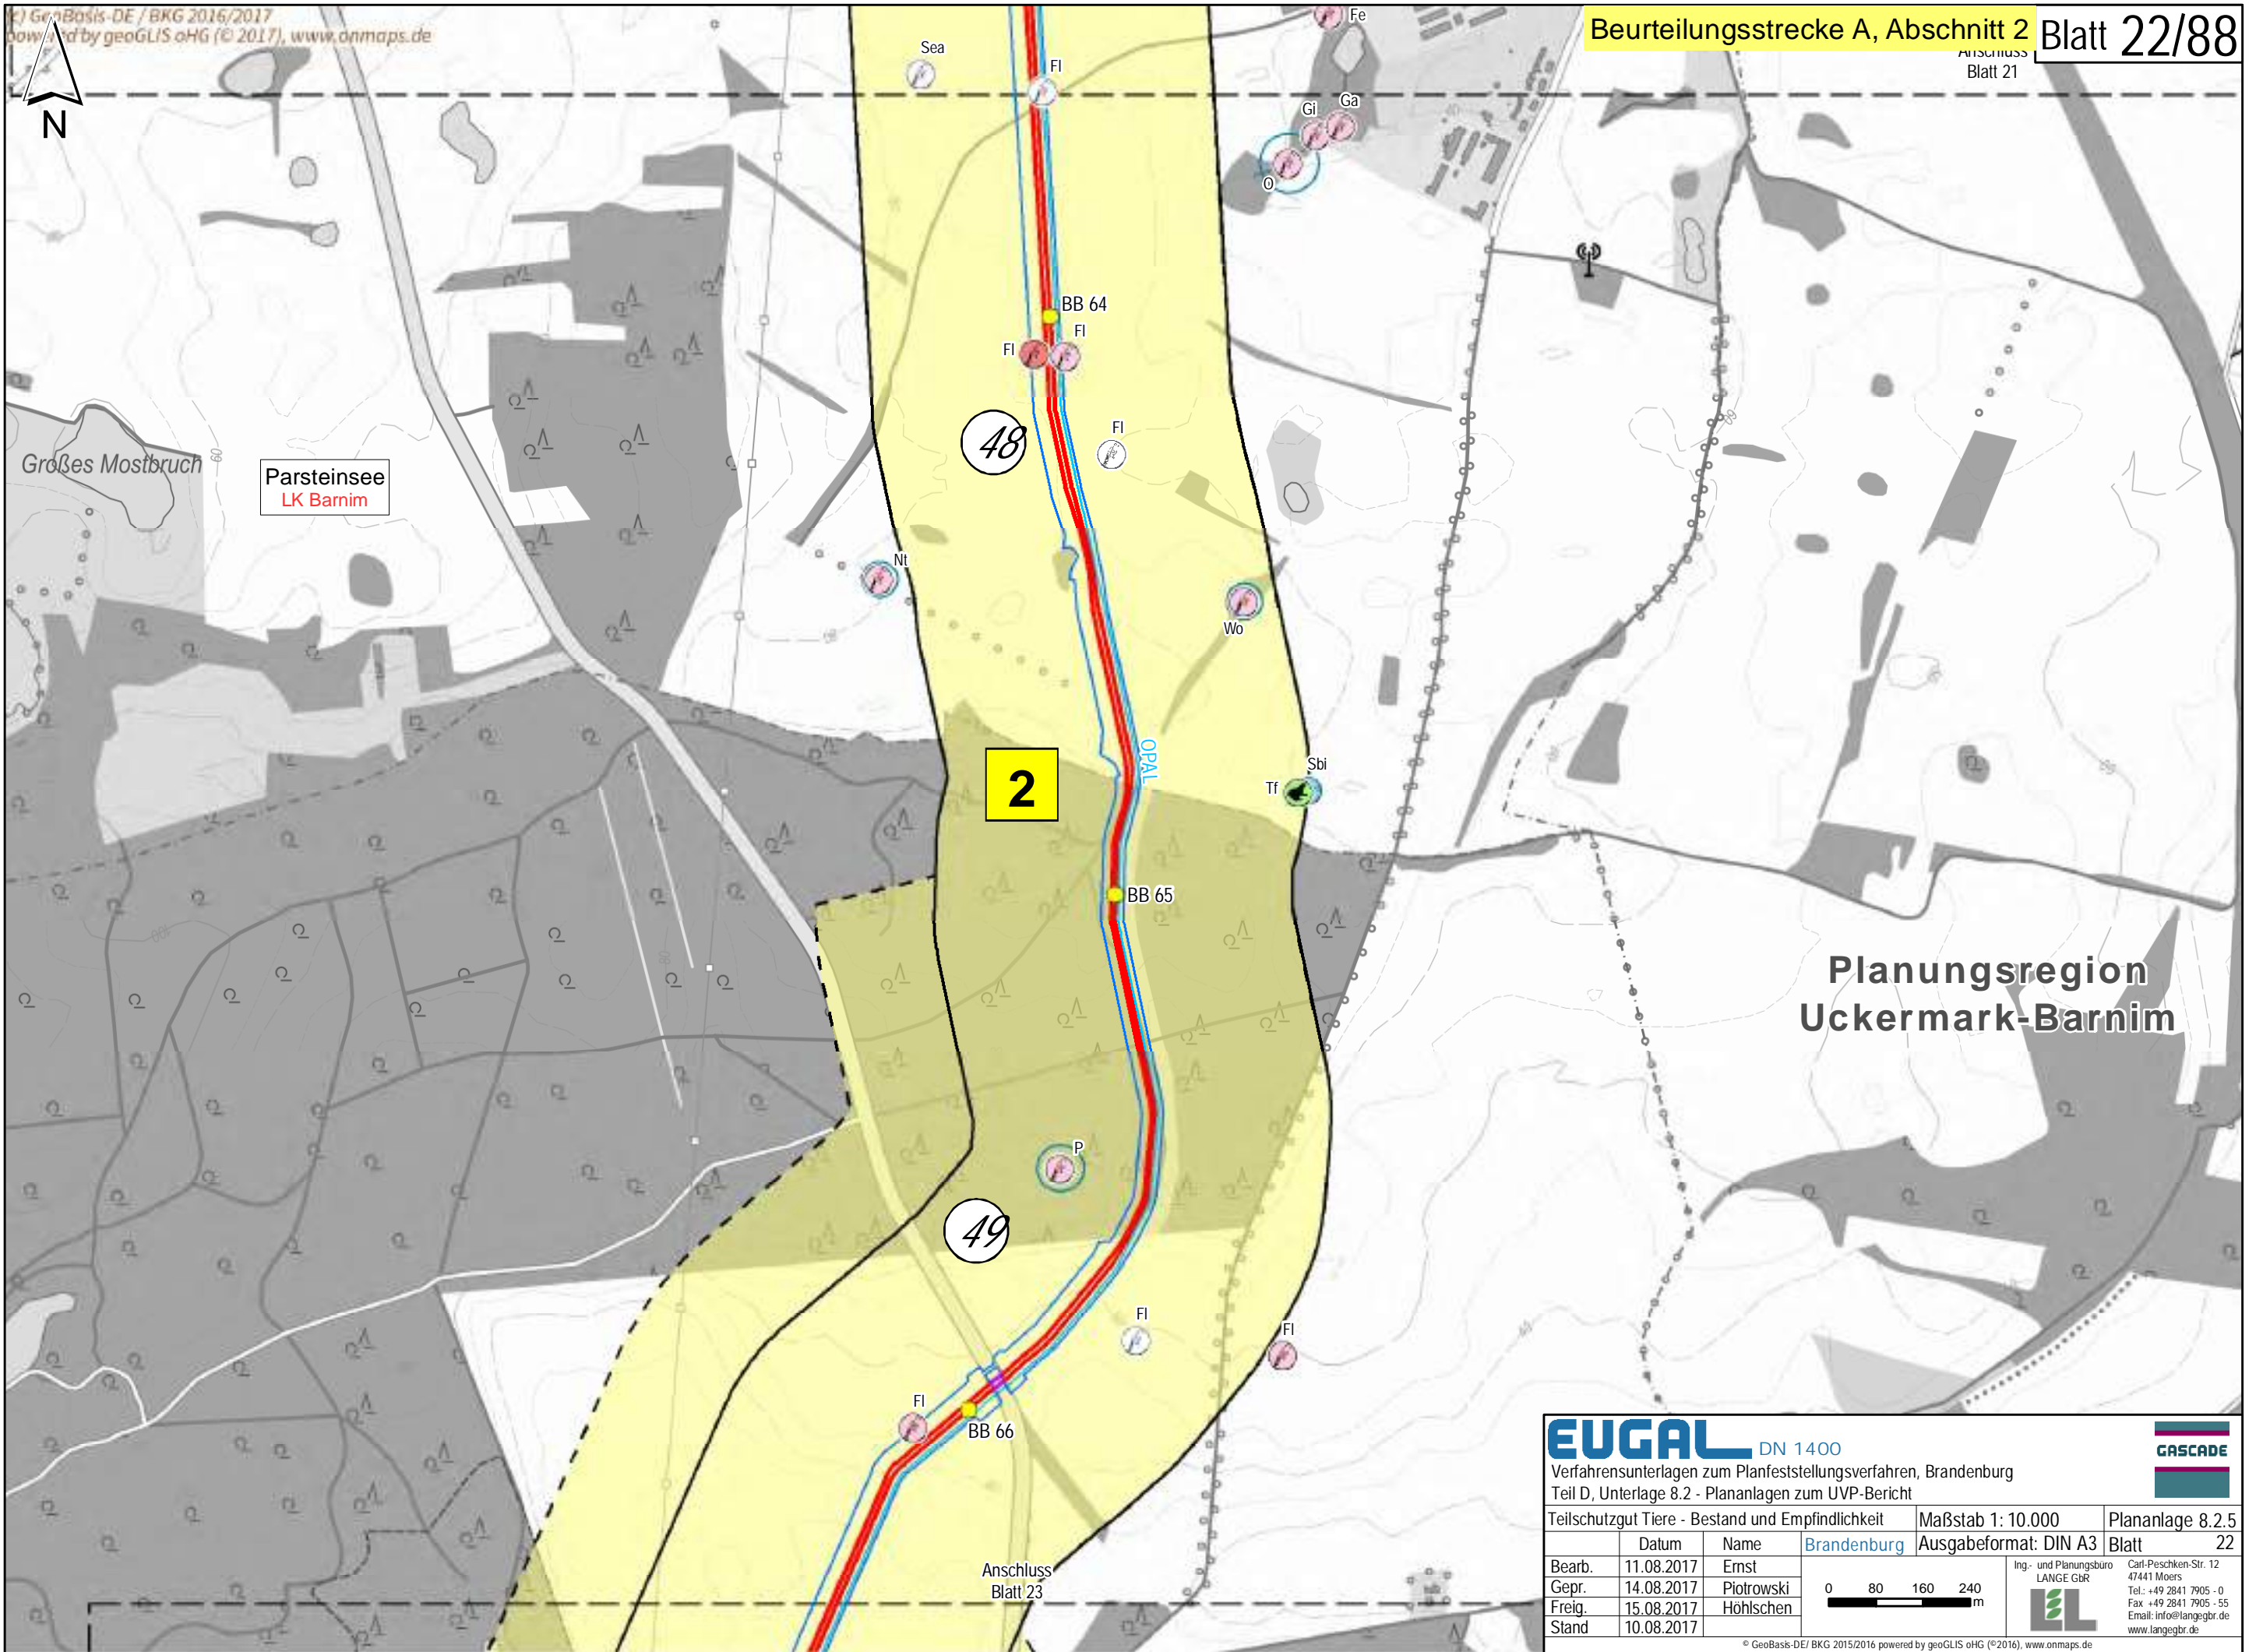 (c) GeoBasis-DE / BKG 2016/2017
powered by geoGLIS oHG (© 2017), www.onmaps.de
N
Beurteilungsstrecke A, Abschnitt 2
Blatt 22/88
Anschluss
Blatt 21
Fe
Sea
Fl
Gi
Ga
O
BB 64
Fl
Fl
48
Fl
Großes Mostbruch
60
Parsteinsee
LK Barnim
Nt
Wo
OPAL
2
Sbi
Tf
BB 65
Planungsregion
Uckermark-Barnim
P
49
Fl
Fl
Fl
BB 66
Anschluss
Blatt 23
EUGAL DN 1400
GASCADE
Verfahrensunterlagen zum Planfeststellungsverfahren, Brandenburg
Teil D, Unterlage 8.2 - Plananlagen zum UVP-Bericht
Teilschutzgut Tiere - Bestand und Empfindlichkeit
Maßstab 1: 10.000
Plananlage 8.2.5
Datum Name
Brandenburg
Ausgabeformat: DIN A3
Blatt 22
Bearb. 11.08.2017 Ernst
Gepr. 14.08.2017 Piotrowski
Freig. 15.08.2017 Höhlschen
Stand 10.08.2017
0 80 160 240
m
Ing.- und Planungsbüro
LANGE GbR
Carl-Peschken-Str. 12
47441 Moers
Tel.: +49 2841 7905 - 0
Fax +49 2841 7905 - 55
Email: info@langegbr.de
www.langegbr.de
© GeoBasis-DE/ BKG 2015/2016 powered by geoGLIS oHG (©2016), www.onmaps.de